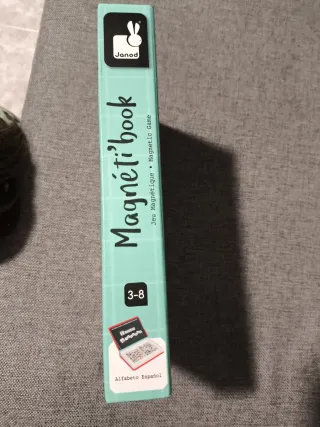 Janod
Magnéti'book
Jeu Magnétique • Magnetic Game
3-8
Alfabeto Español